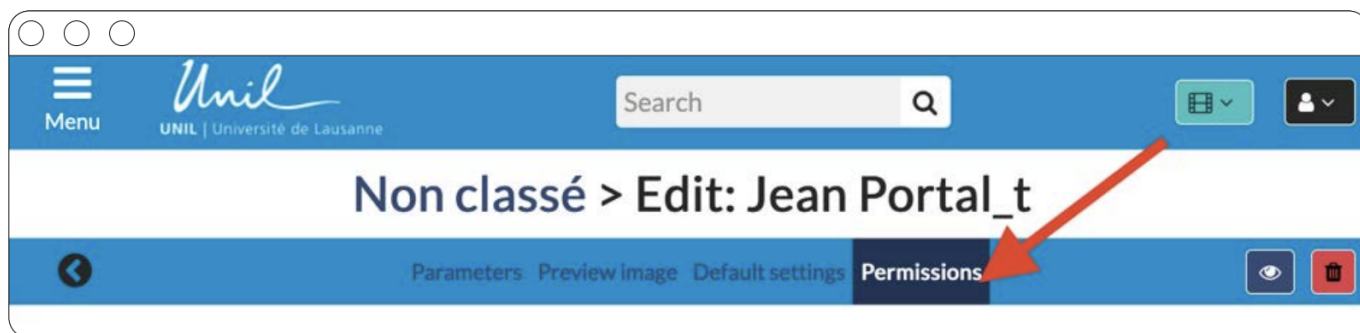 Menu
Unil
UNIL | Université de Lausanne
Search
Non classé > Edit: Jean Portal_t
Parameters Preview image Default settings Permissions